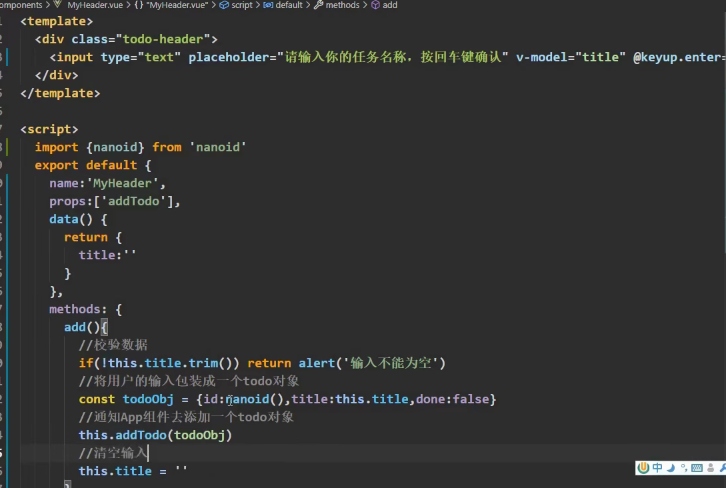 omponents > MyHeader.vue > {} "MyHeader.vue" > script > default > methods > add
<template>
<div class="todo-header">
<input type="text" placeholder="请输入你的任务名称，按回车键确认" v-model="title" @keyup.enter=
</div>
</template>
<script>
import {nanoid} from 'nanoid'
export default {
name:'MyHeader',
props:['addTodo'],
data() {
return {
title:''
}
},
methods: {
add(){
//校验数据
if(!this.title.trim()) return alert('输入不能为空')
//将用户的输入包装成一个todo对象
const todoObj = {id:nanoid(),title:this.title,done:false}
//通知App组件去添加一个todo对象
this.addTodo(todoObj)
//清空输入
this.title = ''
}
中